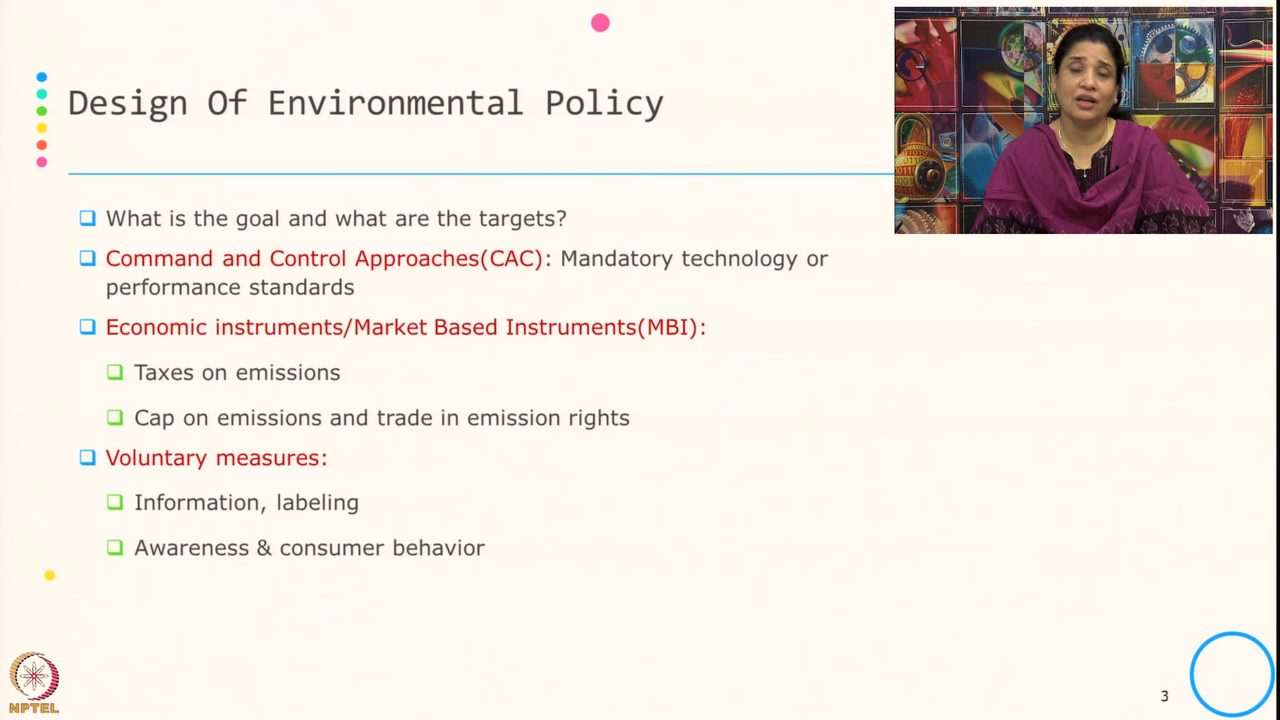 Design Of Environmental Policy
What is the goal and what are the targets?
Command and Control Approaches(CAC): Mandatory technology or
performance standards
Economic instruments/Market Based Instruments(MBI):
Taxes on emissions
Cap on emissions and trade in emission rights
Voluntary measures:
Information, labeling
Awareness & consumer behavior
3
NPTEL